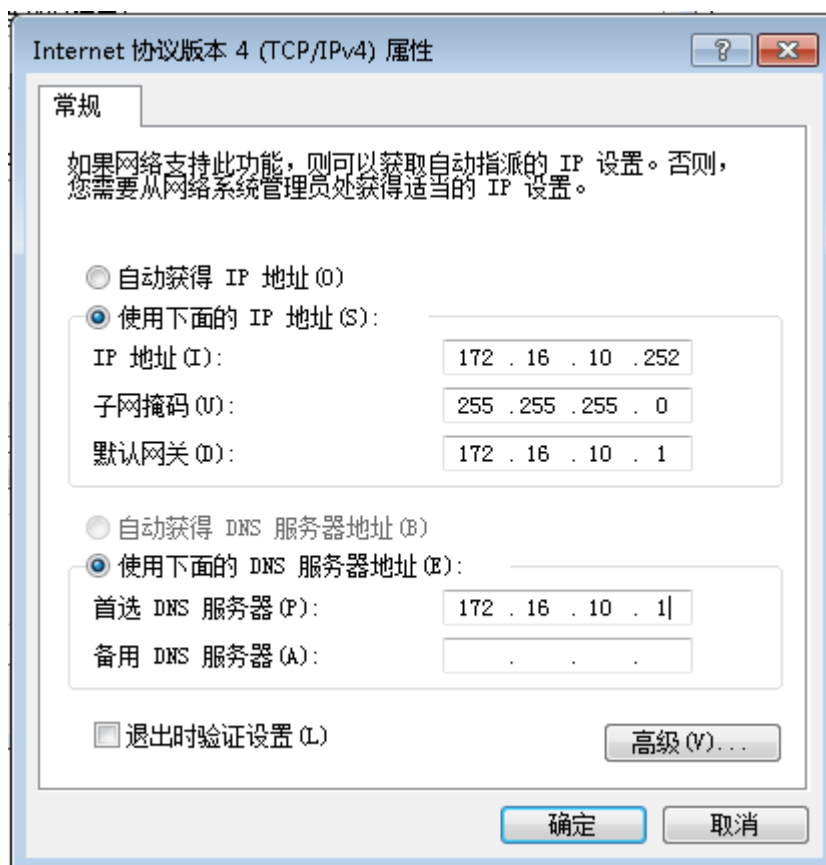 Internet 协议版本 4 (TCP/IPv4) 属性
常规
如果网络支持此功能，则可以获取自动指派的 IP 设置。否则，
您需要从网络系统管理员处获得适当的 IP 设置。
自动获得 IP 地址(O)
使用下面的 IP 地址(S):
IP 地址(I): 172 . 16 . 10 .252
子网掩码(U): 255 .255 .255 . 0
默认网关(D): 172 . 16 . 10 . 1
自动获得 DNS 服务器地址(B)
使用下面的 DNS 服务器地址(E):
首选 DNS 服务器(P): 172 . 16 . 10 . 1
备用 DNS 服务器(A): . . .
退出时验证设置(L)
高级(V)...
确定 取消